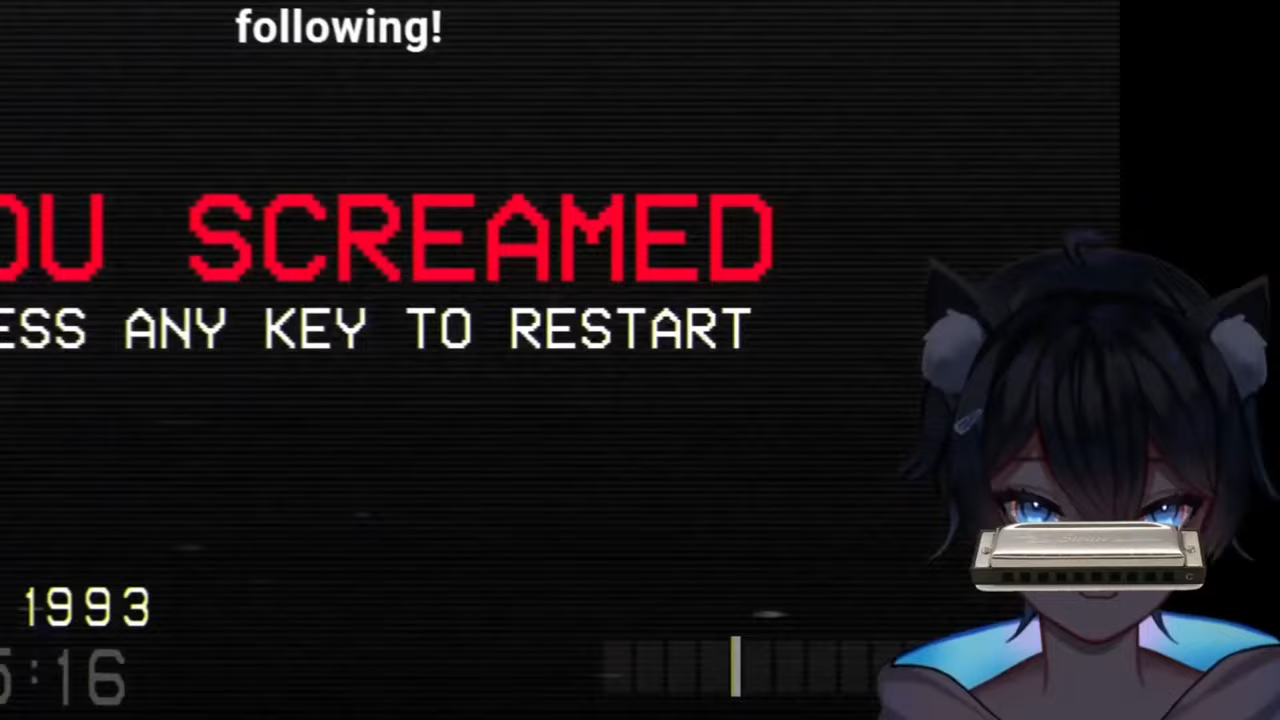 following!
OU SCREAMED
ESS ANY KEY TO RESTART
1993
5:16
C